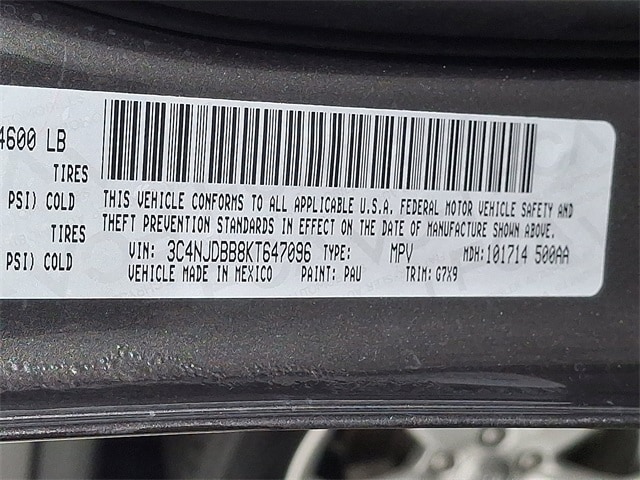 4600 LB
TIRES
PSI) COLD
TIRES
PSI) COLD
THIS VEHICLE CONFORMS TO ALL APPLICABLE U.S.A. FEDERAL MOTOR VEHICLE SAFETY AND
THEFT PREVENTION STANDARDS IN EFFECT ON THE DATE OF MANUFACTURE SHOWN ABOVE.
VIN: 3C4NJDBB8KT647096 TYPE: MPV MDH:101714 500AA
VEHICLE MADE IN MEXICO PAINT: PAU TRIM: G7X9